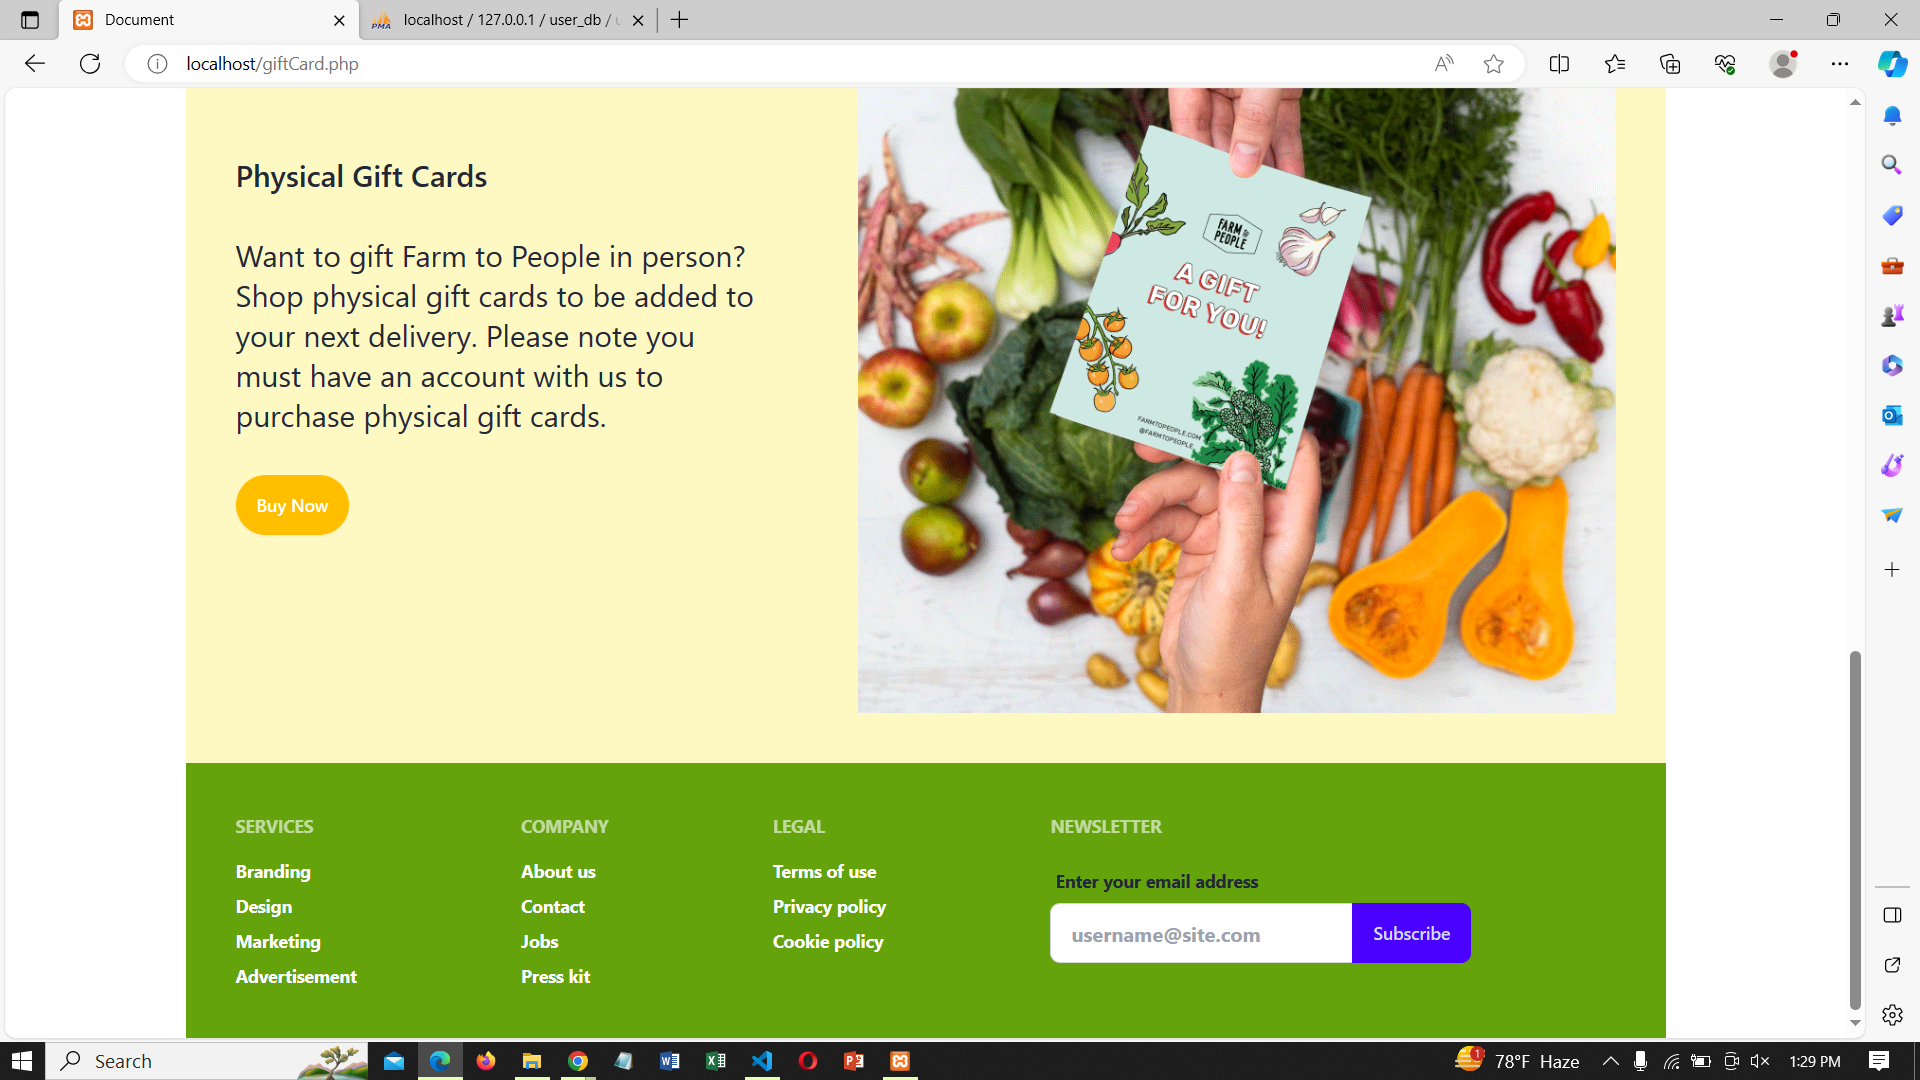 Document
localhost / 127.0.0.1 / user_db /
localhost/giftCard.php
Physical Gift Cards
Want to gift Farm to People in person?
Shop physical gift cards to be added to
your next delivery. Please note you
must have an account with us to
purchase physical gift cards.
Buy Now
FARM to
PEOPLE
A GIFT
FOR YOU!
FARMTOPEOPLE.COM
@FARMTOPEOPLE
SERVICES
Branding
Design
Marketing
Advertisement
COMPANY
About us
Contact
Jobs
Press kit
LEGAL
Terms of use
Privacy policy
Cookie policy
NEWSLETTER
Enter your email address
username@site.com
Subscribe
Search
1
78°F Haze
1:29 PM